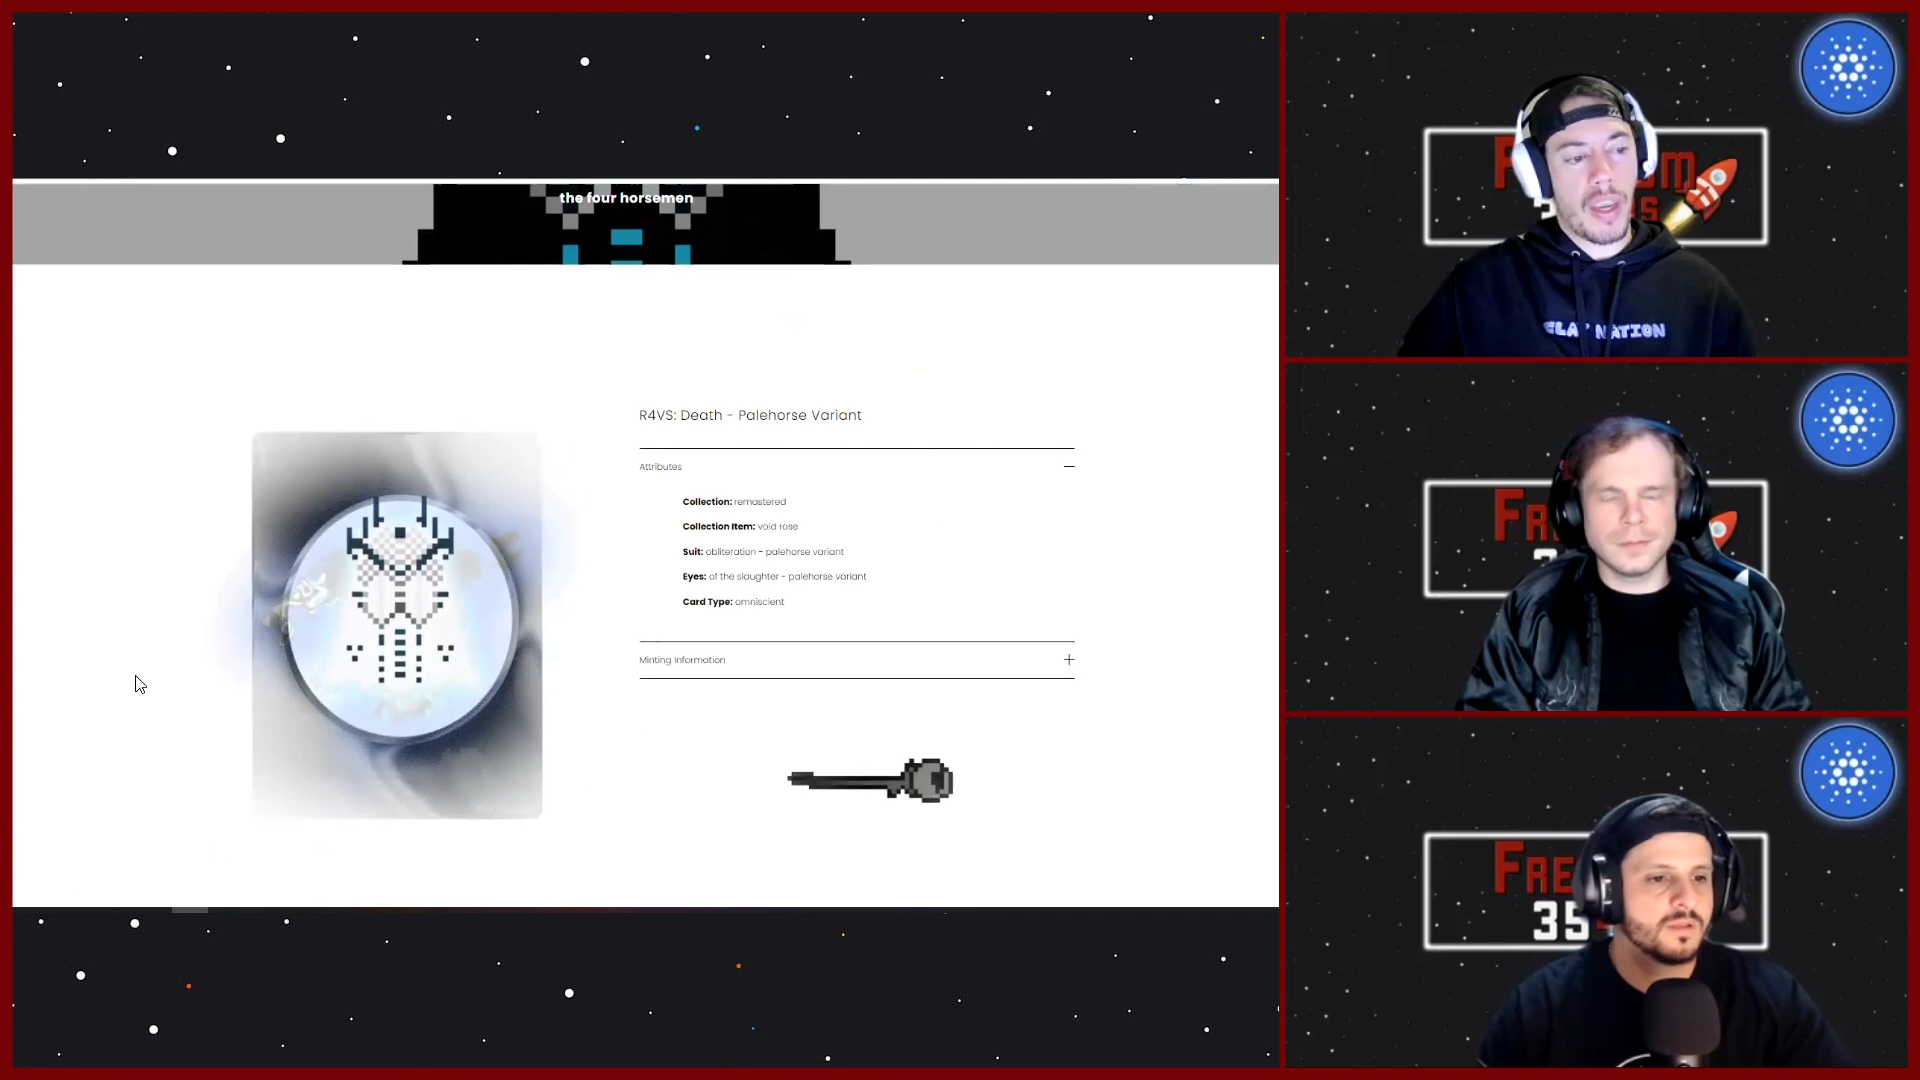 the four horsemen
R4VS: Death - Palehorse Variant
Attributes
Collection: remastered
Collection Item: void rose
Suit: obliteration - palehorse variant
Eyes: of the slaughter - palehorse variant
Card Type: omniscient
Minting Information
35